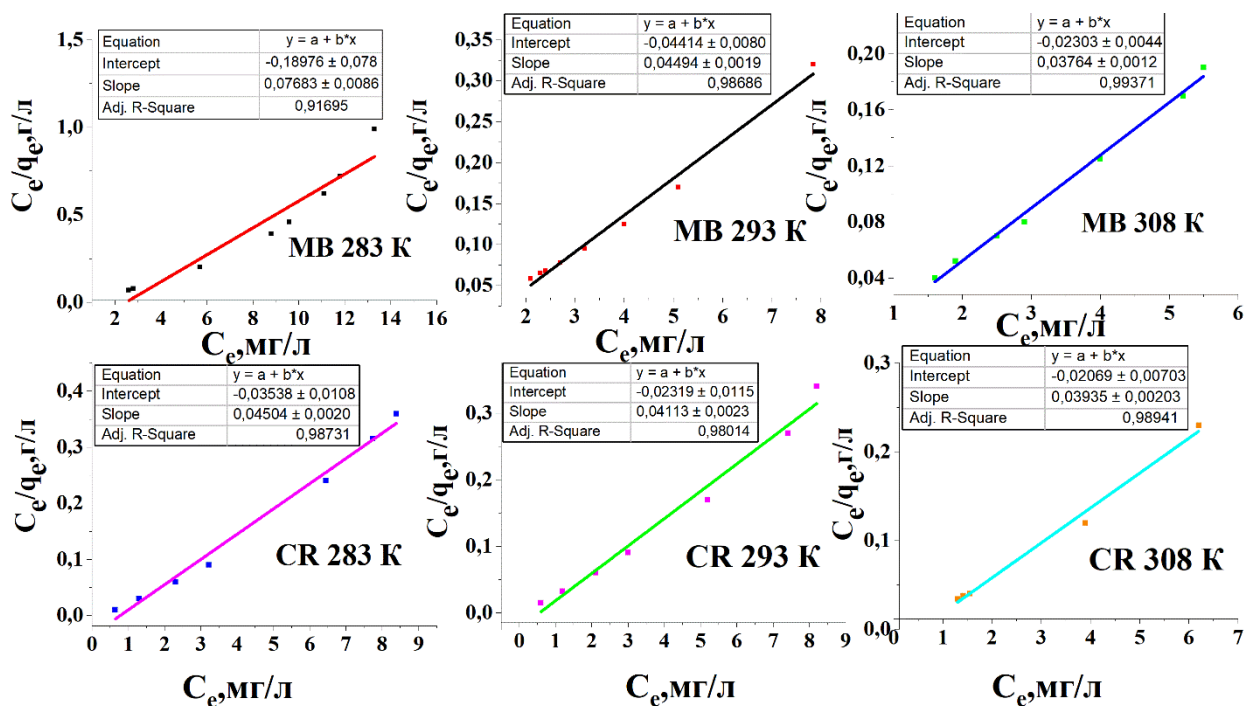 Equation y = a + b*x
Intercept -0,18976 ± 0,078
Slope 0,07683 ± 0,0086
Adj. R-Square 0,91695
1,5
1,0
0,5
0,0
2 4 6 8 10 12 14 16
Ce/qe,г/л
MB 283 К
Ce,мг/л
Equation y = a + b*x
Intercept -0,04414 ± 0,0080
Slope 0,04494 ± 0,0019
Adj. R-Square 0,98686
0,35
0,30
0,25
0,20
0,15
0,10
0,05
2 3 4 5 6 7 8
Ce/qe,г/л
MB 293 К
Ce,мг/л
Equation y = a + b*x
Intercept -0,02303 ± 0,0044
Slope 0,03764 ± 0,0012
Adj. R-Square 0,99371
0,20
0,16
0,12
0,08
0,04
1 2 3 4 5 6
Ce/qe,г/л
MB 308 К
Ce,мг/л
Equation y = a + b*x
Intercept -0,03538 ± 0,0108
Slope 0,04504 ± 0,0020
Adj. R-Square 0,98731
0,4
0,3
0,2
0,1
0,0
0 1 2 3 4 5 6 7 8 9
Ce/qe,г/л
CR 283 К
Ce,мг/л
Equation y = a + b*x
Intercept -0,02319 ± 0,0115
Slope 0,04113 ± 0,0023
Adj. R-Square 0,98014
0,3
0,2
0,1
0,0
0 1 2 3 4 5 6 7 8 9
Ce/qe,г/л
CR 293 К
Ce,мг/л
Equation y = a + b*x
Intercept -0,02069 ± 0,00703
Slope 0,03935 ± 0,00203
Adj. R-Square 0,98941
0,3
0,2
0,1
0,0
0 1 2 3 4 5 6 7
Ce/qe,г/л
CR 308 К
Ce,мг/л